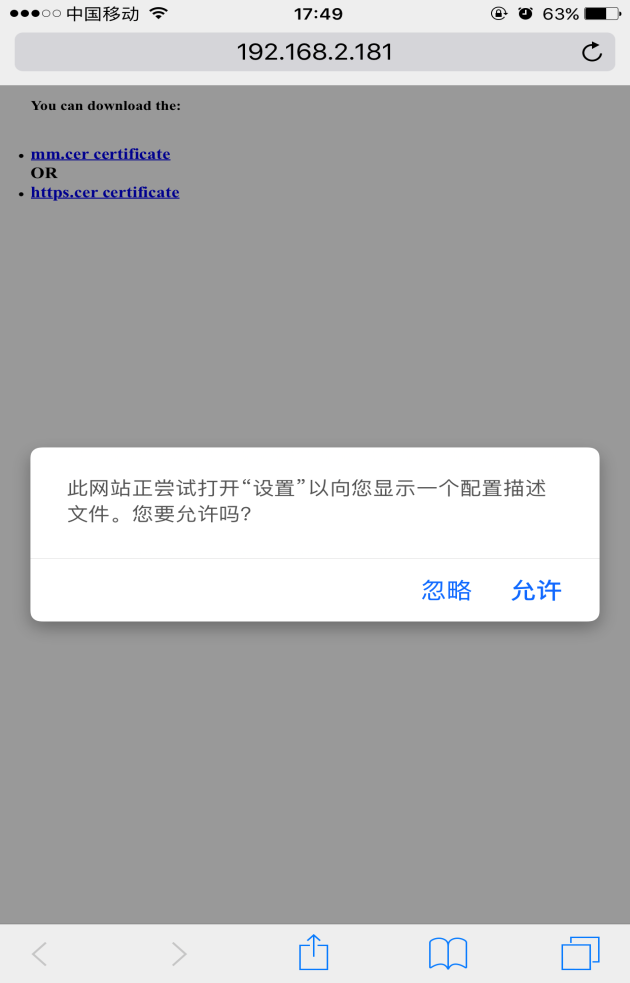 中国移动 17:49 63%
192.168.2.181
You can download the:
mm.cer certificate
OR
https.cer certificate
此网站正尝试打开“设置”以向您显示一个配置描述
文件。您要允许吗?
忽略 允许